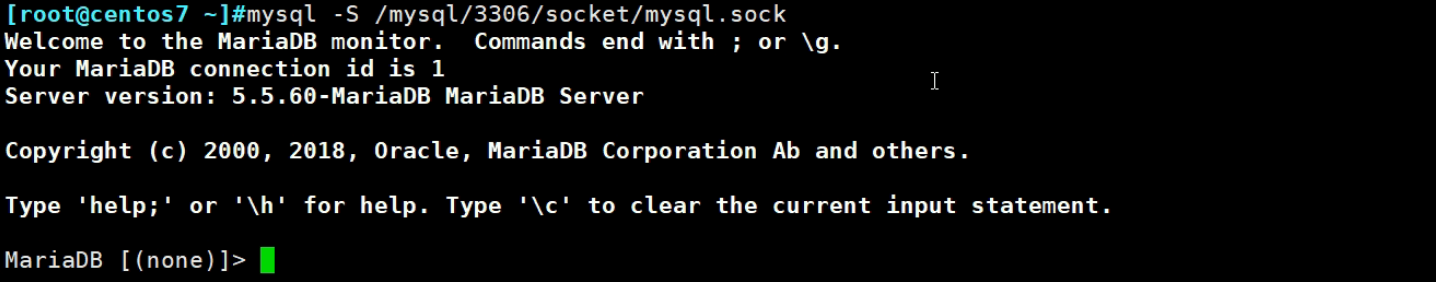 [root@centos7 ~]#mysql -S /mysql/3306/socket/mysql.sock
Welcome to the MariaDB monitor.  Commands end with ; or \g.
Your MariaDB connection id is 1
Server version: 5.5.60-MariaDB MariaDB Server
Copyright (c) 2000, 2018, Oracle, MariaDB Corporation Ab and others.
Type 'help;' or '\h' for help. Type '\c' to clear the current input statement.
MariaDB [(none)]>